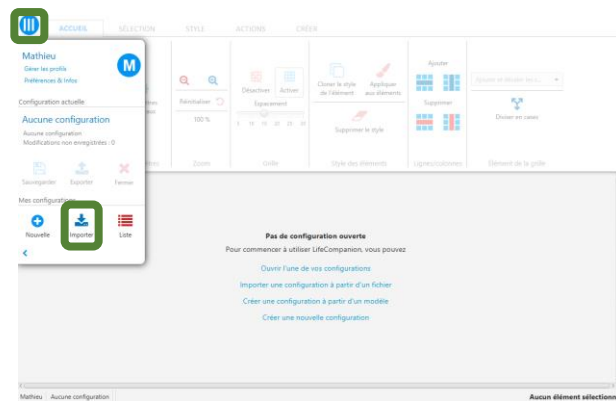 ACCUEIL SÉLECTION STYLE ACTIONS CRÉER
Mathieu
M
Gérer les profils
Préférences & Infos
Configuration actuelle
Aucune configuration
Aucune configuration
Modifications non enregistrées : 0
Sauvegarder Exporter Fermer
Mes configurations
Nouvelle Importer Liste
Réinitialiser
100 %
Zoom
Désactiver Activer
Espacement
Grille
Cloner le style de l'élément
Appliquer aux éléments
Supprimer le style
Style des éléments
Ajouter
Supprimer
Lignes/colonnes
Diviser en cases
Élément de la grille
Pas de configuration ouverte
Pour commencer à utiliser LifeCompanion, vous pouvez
Ouvrir l'une de vos configurations
Importer une configuration à partir d'un fichier
Créer une configuration à partir d'un modèle
Créer une nouvelle configuration
Mathieu Aucune configuration
Aucun élément sélectionné